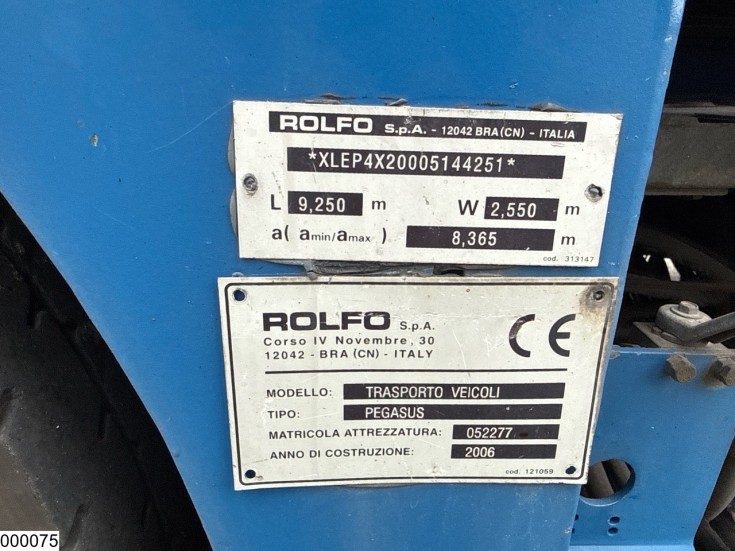 ROLFO S.p.A. - 12042 BRA (CN) - ITALIA
*XLEP4X20005144251*
L 9,250 m W 2,550 m
a( amin/amax ) 8,365 m
cod. 313147
ROLFO S.p.A.
Corso IV Novembre, 30
12042 - BRA (CN) - ITALY
CE
MODELLO: TRASPORTO VEICOLI
TIPO: PEGASUS
MATRICOLA ATTREZZATURA: 052277
ANNO DI COSTRUZIONE: 2006
cod. 121059
000075